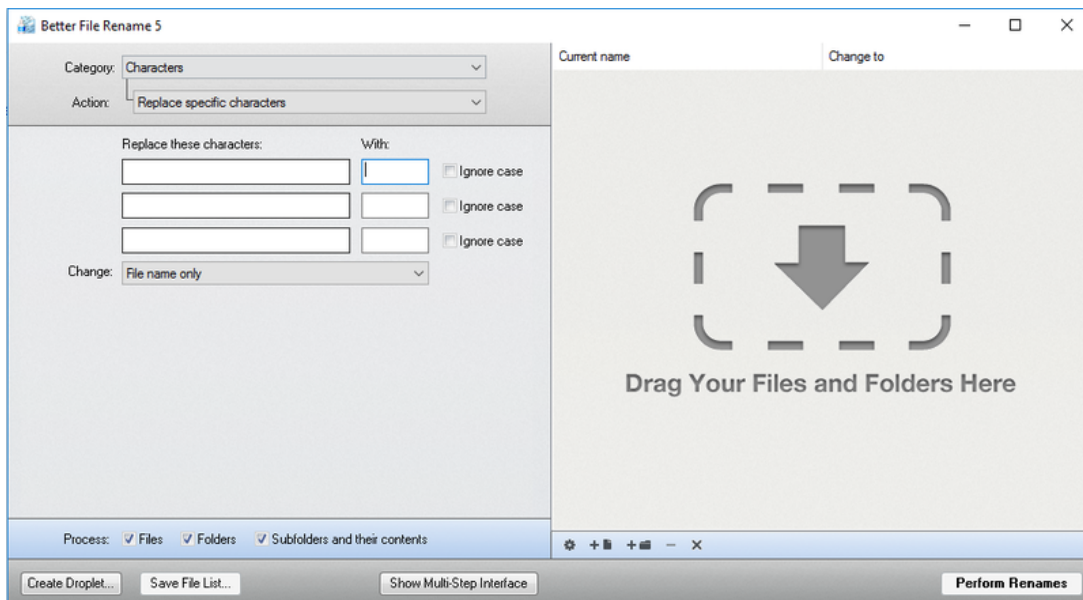 Better File Rename 5
Category: Characters
Action: Replace specific characters
Replace these characters: With:
Ignore case
Ignore case
Ignore case
Change: File name only
Process: Files Folders Subfolders and their contents
Create Droplet... Save File List... Show Multi-Step Interface
Current name Change to
Drag Your Files and Folders Here
Perform Renames